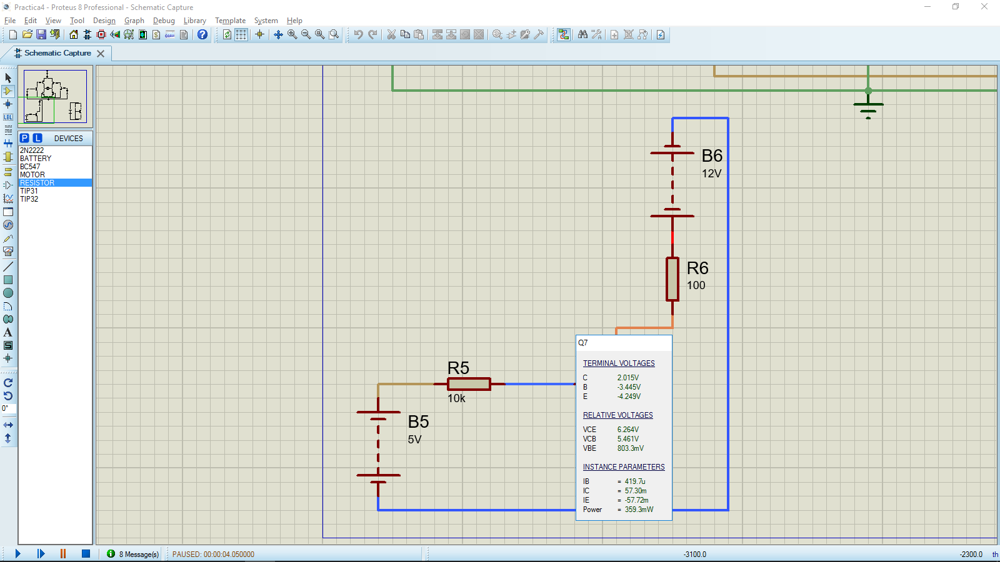 Practica4 - Proteus 8 Professional - Schematic Capture
File Edit View Tool Design Graph Debug Library Template System Help
Schematic Capture
P L DEVICES
2N2222
BATTERY
BC547
MOTOR
RESISTOR
TIP31
TIP32
LBL
A
S
0°
B6
12V
R6
100
R5
10k
B5
5V
Q7
TERMINAL VOLTAGES
C 2.015V
B -3.445V
E -4.249V
RELATIVE VOLTAGES
VCE 6.264V
VCB 5.461V
VBE 803.3mV
INSTANCE PARAMETERS
IB = 419.7u
IC = 57.30m
IE = -57.72m
Power = 359.3mW
8 Message(s) PAUSED: 00:00:04.050000 -3100.0 -2300.0 th